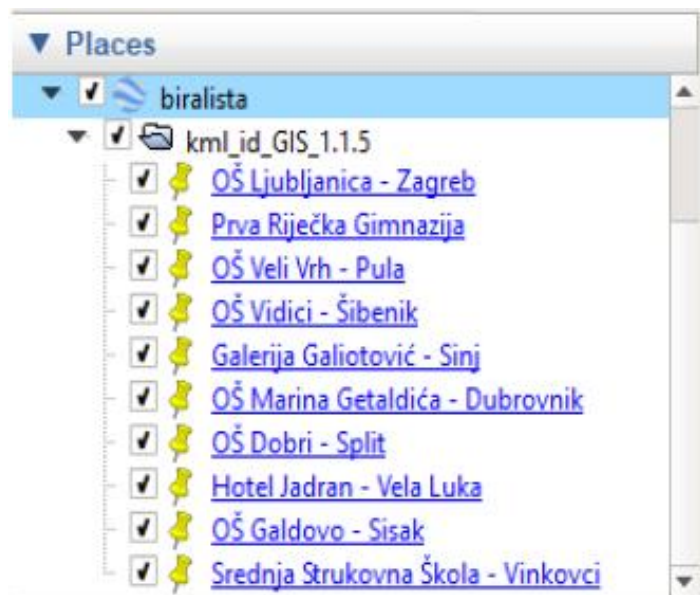 Places
biralista
kml_id_GIS_1.1.5
OŠ Ljubljanica - Zagreb
Prva Riječka Gimnazija
OŠ Veli Vrh - Pula
OŠ Vidici - Šibenik
Galerija Galiotović - Sinj
OŠ Marina Getaldića - Dubrovnik
OŠ Dobri - Split
Hotel Jadran - Vela Luka
OŠ Galdovo - Sisak
Srednja Strukovna Škola - Vinkovci